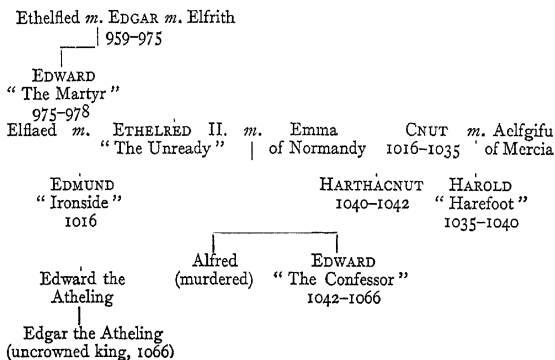 Ethelfled m. EDGAR m. Elfrith
959–975
EDWARD
" The Martyr "
975–978
Elflaed m. ETHELRED II. m. Emma CNUT m. Aelfgifu
" The Unready " of Normandy 1016–1035 of Mercia
EDMUND HARTHACNUT HAROLD
" Ironside " 1040–1042 " Harefoot "
1016 1035–1040
Alfred EDWARD
Edward the (murdered) " The Confessor "
Atheling 1042–1066
Edgar the Atheling
(uncrowned king, 1066)